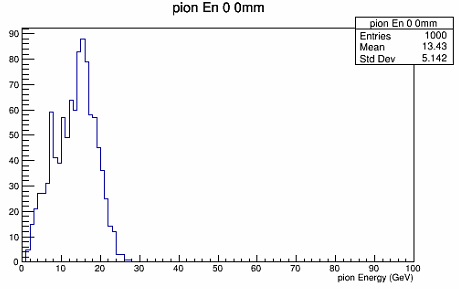 pion En 0 0mm
pion En 0 0mm
Entries 1000
Mean 13.43
Std Dev 5.142
90
80
70
60
50
40
30
20
10
0
0 10 20 30 40 50 60 70 80 90 100
pion Energy (GeV)